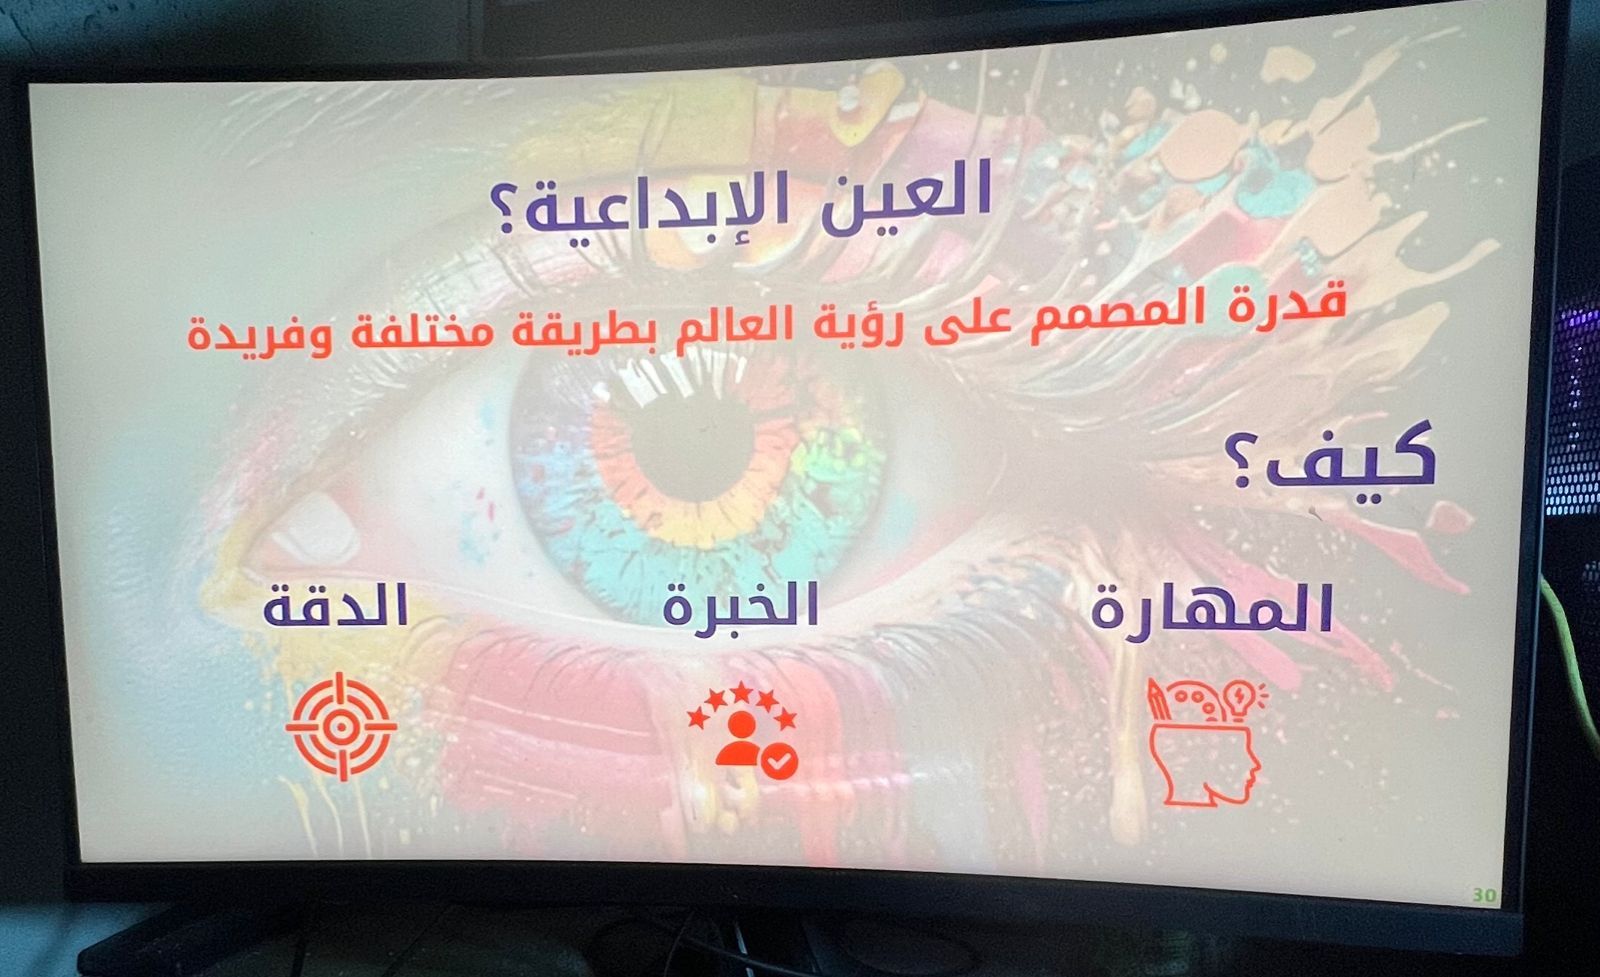 العين الإبداعية؟
قدرة المصمم على رؤية العالم بطريقة مختلفة وفريدة
كيف؟
المهارة
الخبرة
الدقة
30